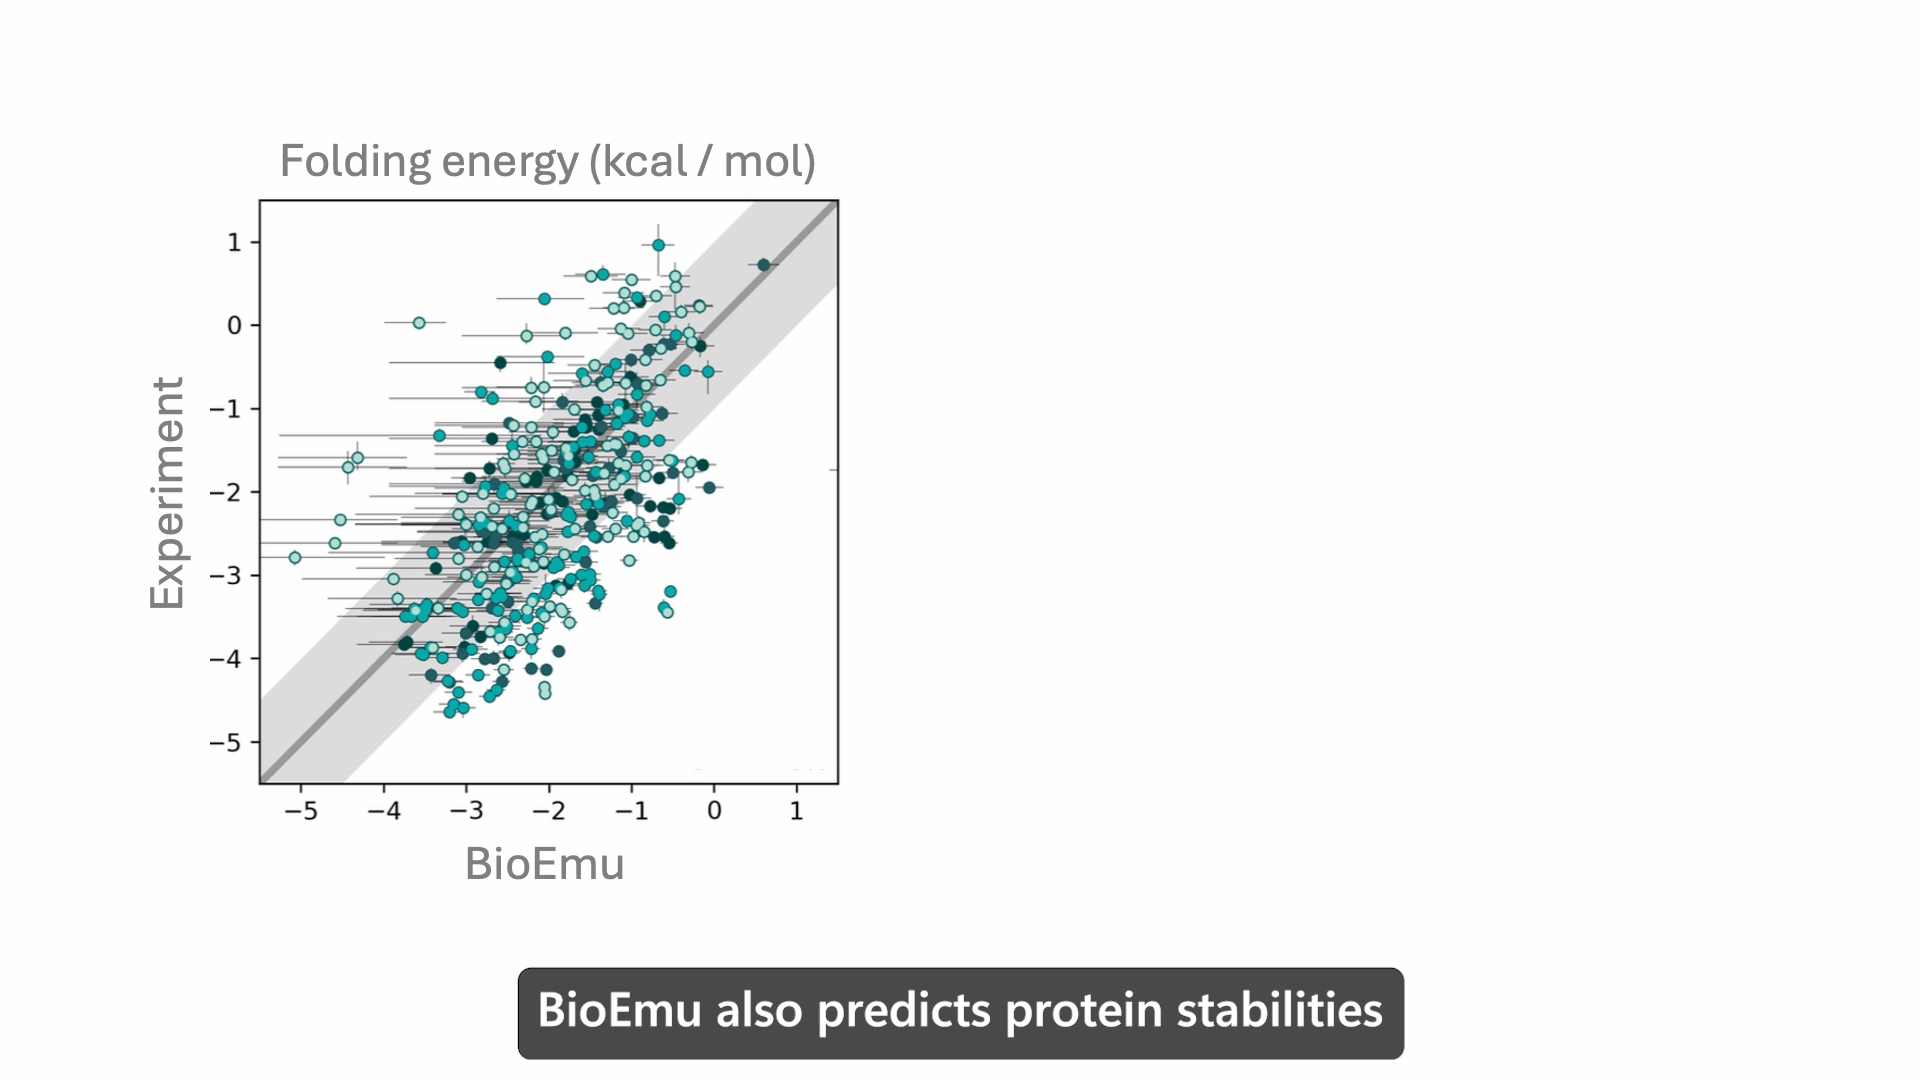 Folding energy (kcal / mol)
1
0
−1
−2
−3
−4
−5
Experiment
−5 −4 −3 −2 −1 0 1
BioEmu
BioEmu also predicts protein stabilities